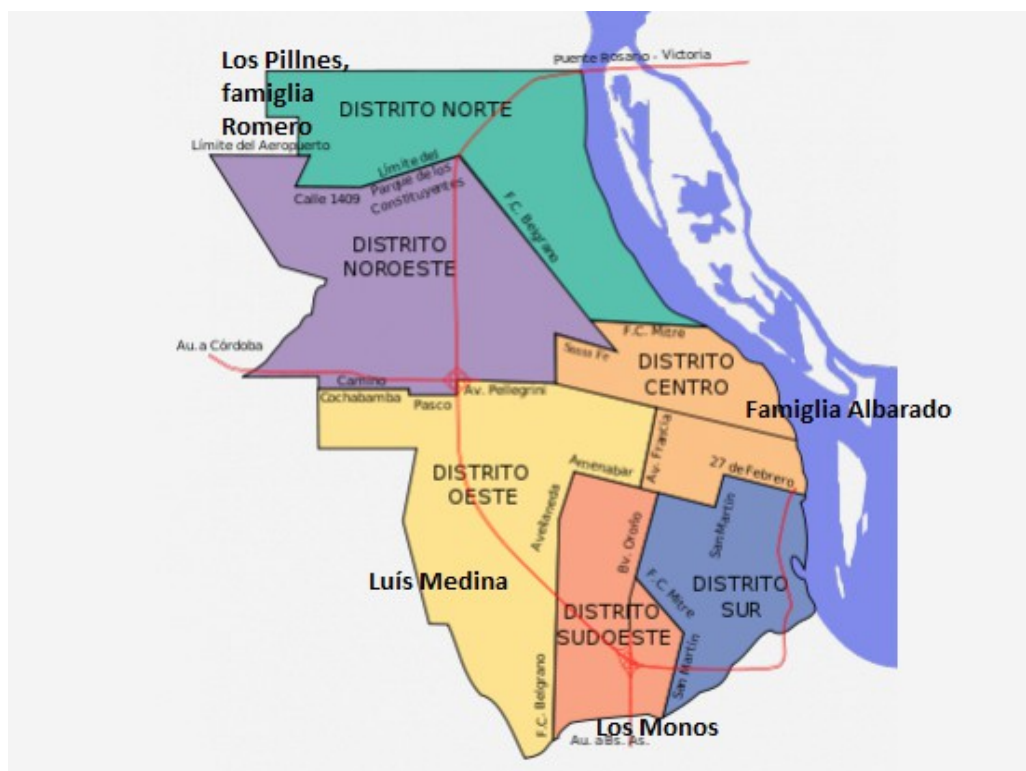 Los Pillnes,
famiglia
Romero
Puente Rosario - Victoria
DISTRITO NORTE
Límite del Aeropuerto
Límite del
Parque de los
Constituyentes
Calle 1409
F.C. Belgrano
DISTRITO
NOROESTE
F.C. Mitre
Au. a Córdoba
Santa Fe
DISTRITO
CENTRO
Camino
Cochabamba
Pasco
Av. Pellegrini
Famiglia Albarado
Av. Francia
DISTRITO
OESTE
Amenabar
27 de Febrero
Avellaneda
Bv. Oroño
San Martín
Luís Medina
F.C. Mitre
DISTRITO
SUR
DISTRITO
SUDOESTE
F.C. Belgrano
San Martín
Los Monos
Au. a Bs. As.